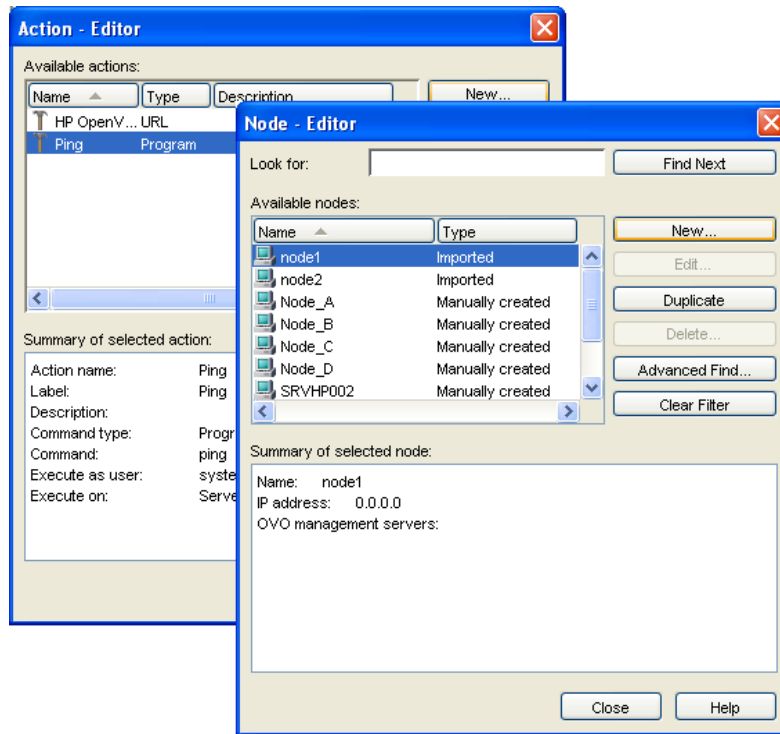 Action - Editor
Available actions:
Name Type Description
New...
HP OpenV... URL
Ping Program
Summary of selected action:
Action name: Ping
Label: Ping
Description:
Command type: Progr
Command: ping
Execute as user: syste
Execute on: Serve
Node - Editor
Look for:
Find Next
Available nodes:
Name Type
node1 Imported
node2 Imported
Node_A Manually created
Node_B Manually created
Node_C Manually created
Node_D Manually created
SRVHP002 Manually created
New...
Edit...
Duplicate
Delete...
Advanced Find...
Clear Filter
Summary of selected node:
Name: node1
IP address: 0.0.0.0
OVO management servers:
Close Help